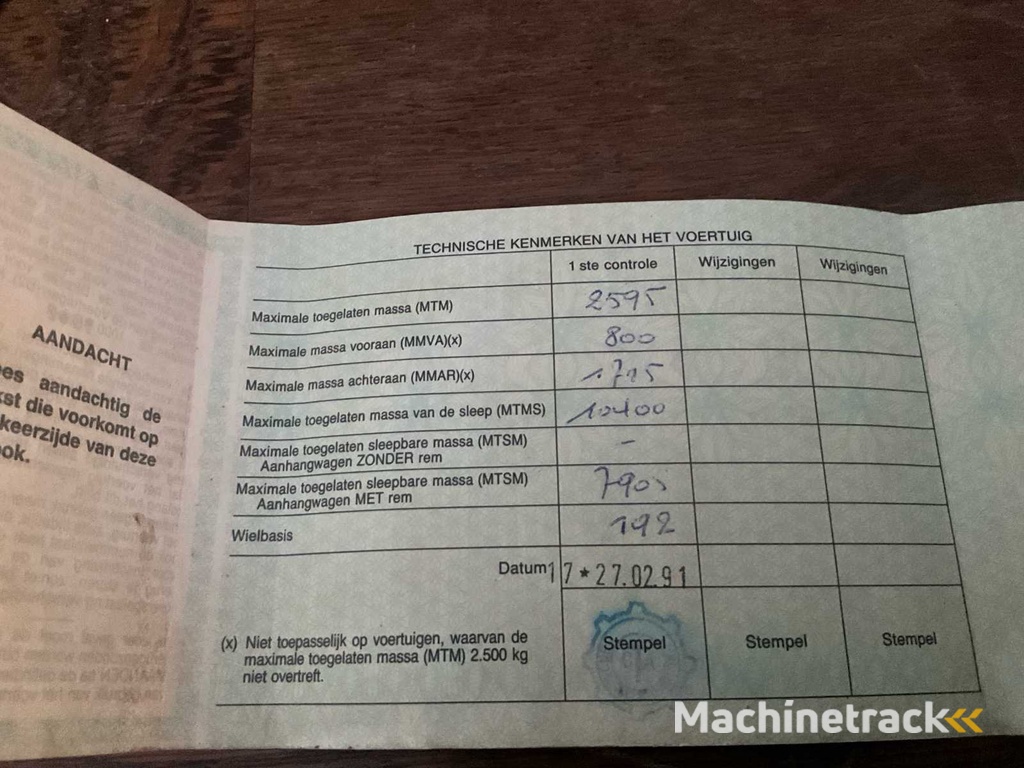 AANDACHT
es aandachtig de
kst die voorkomt op
keerzijde van deze
ok.
TECHNISCHE KENMERKEN VAN HET VOERTUIG
1 ste controle Wijzigingen Wijzigingen
Maximale toegelaten massa (MTM) 2595
Maximale massa vooraan (MMVA)(x) 800
Maximale massa achteraan (MMAR)(x)
Maximale toegelaten massa van de sleep (MTMS) 10400
Maximale toegelaten sleepbare massa (MTSM) -
Aanhangwagen ZONDER rem
Maximale toegelaten sleepbare massa (MTSM)
Aanhangwagen MET rem
Wielbasis 192
Datum 17*27.02.91
(x) Niet toepasselijk op voertuigen, waarvan de
maximale toegelaten massa (MTM) 2.500 kg
niet overtreft.
Stempel Stempel Stempel
Machinetrack